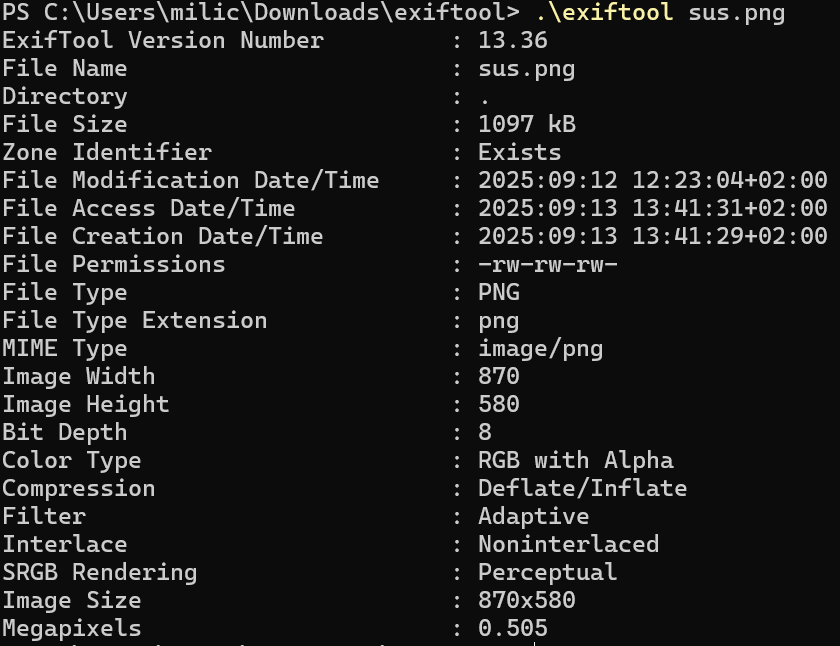 PS C:\Users\milic\Downloads\exiftool> .\exiftool sus.png
ExifTool Version Number : 13.36
File Name : sus.png
Directory : .
File Size : 1097 kB
Zone Identifier : Exists
File Modification Date/Time : 2025:09:12 12:23:04+02:00
File Access Date/Time : 2025:09:13 13:41:31+02:00
File Creation Date/Time : 2025:09:13 13:41:29+02:00
File Permissions : -rw-rw-rw-
File Type : PNG
File Type Extension : png
MIME Type : image/png
Image Width : 870
Image Height : 580
Bit Depth : 8
Color Type : RGB with Alpha
Compression : Deflate/Inflate
Filter : Adaptive
Interlace : Noninterlaced
SRGB Rendering : Perceptual
Image Size : 870x580
Megapixels : 0.505